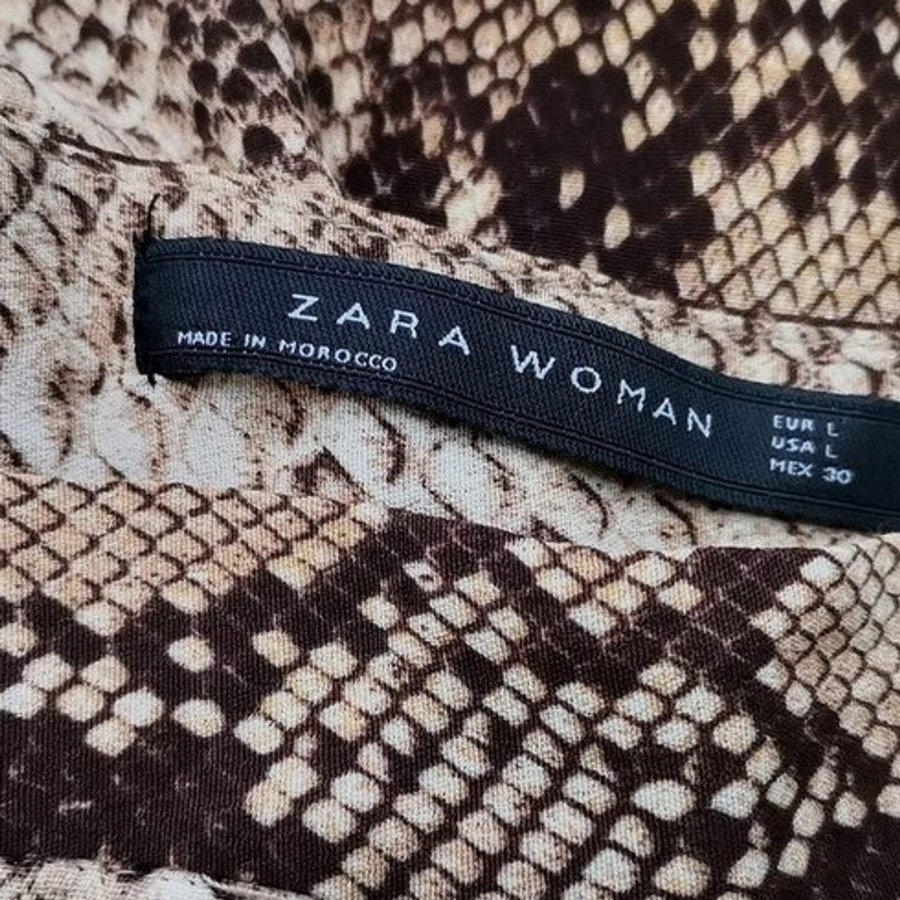 ZARA WOMAN
MADE IN MOROCCO
EUR L
USA L
MEX 30